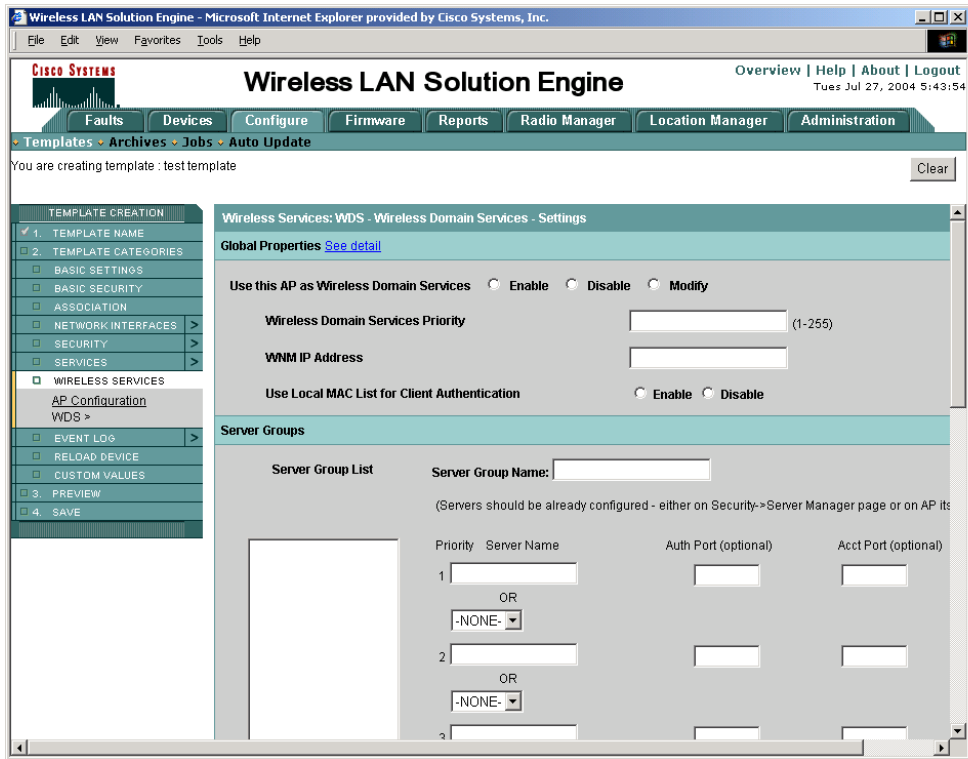 Wireless LAN Solution Engine - Microsoft Internet Explorer provided by Cisco Systems, Inc.
File Edit View Favorites Tools Help
CISCO SYSTEMS
Wireless LAN Solution Engine
Overview | Help | About | Logout
Tues Jul 27, 2004 5:43:54
Faults Devices Configure Firmware Reports Radio Manager Location Manager Administration
Templates Archives Jobs Auto Update
You are creating template : test template
Clear
TEMPLATE CREATION
1. TEMPLATE NAME
2. TEMPLATE CATEGORIES
BASIC SETTINGS
BASIC SECURITY
ASSOCIATION
NETWORK INTERFACES >
SECURITY >
SERVICES >
WIRELESS SERVICES
AP Configuration
WDS >
EVENT LOG >
RELOAD DEVICE
CUSTOM VALUES
3. PREVIEW
4. SAVE
Wireless Services: WDS - Wireless Domain Services - Settings
Global Properties See detail
Use this AP as Wireless Domain Services Enable Disable Modify
Wireless Domain Services Priority (1-255)
WNM IP Address
Use Local MAC List for Client Authentication Enable Disable
Server Groups
Server Group List Server Group Name:
(Servers should be already configured - either on Security->Server Manager page or on AP its
Priority Server Name Auth Port (optional) Acct Port (optional)
1
OR
-NONE-
2
OR
-NONE-
3